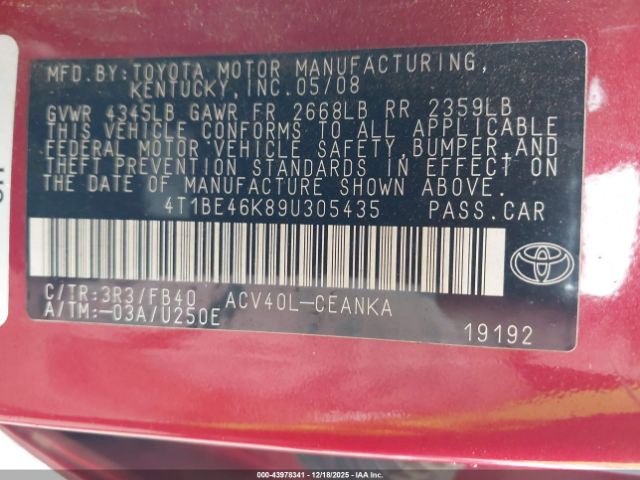 MFD.BY:TOYOTA MOTOR MANUFACTURING,
KENTUCKY,INC.05/08
GVWR 4345LB GAWR FR 2668LB RR 2359LB
THIS VEHICLE CONFORMS TO ALL APPLICABLE
FEDERAL MOTOR VEHICLE SAFETY,BUMPER,AND
THEFT PREVENTION STANDARDS IN EFFECT ON
THE DATE OF MANUFACTURE SHOWN ABOVE.
4T1BE46K89U305435 PASS.CAR
C/TR:3R3/FB40 ACV40L-CEANKA
A/TM:-03A/U250E
19192
TOYOTA
IAA-43978341 | 12/18/2025 | IAAI.COM